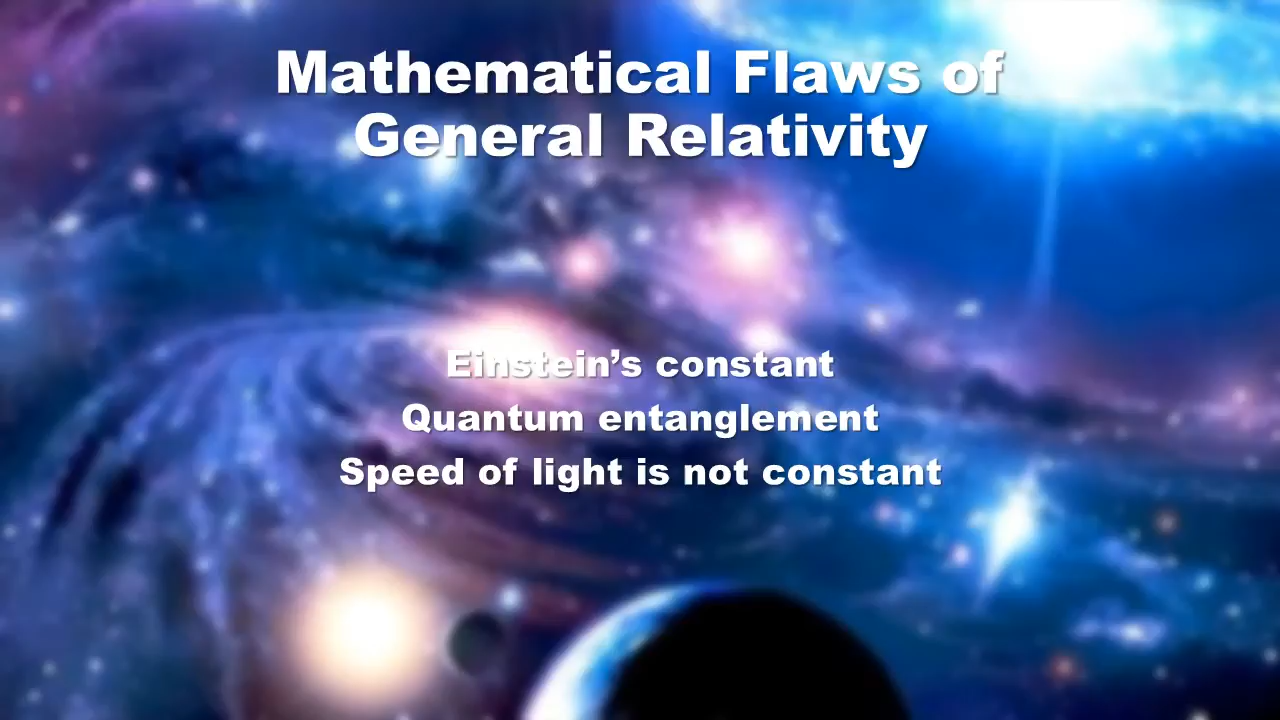 Mathematical Flaws of
General Relativity
Einstein’s constant
Quantum entanglement
Speed of light is not constant